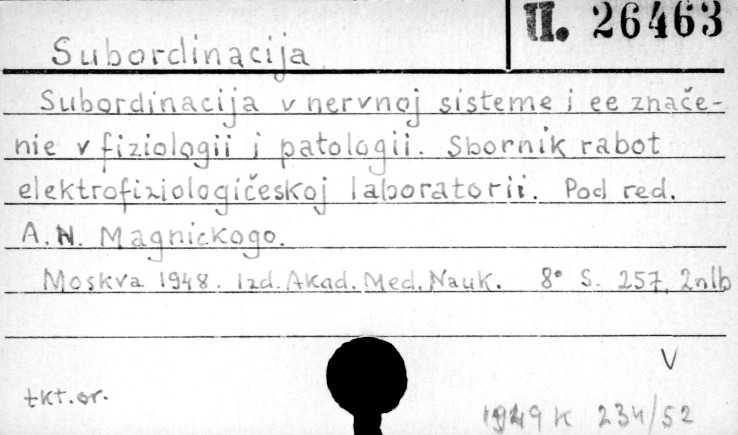 II. 26463
Subordinacija
Subordinacija v nervnoj sisteme i ee znače-
nie v fiziologii i patologii. Sbornik rabot
elektrofiziologičeskoj laboratorii. Pod red.
A.N. Magnickogo.
Moskva 1948. Izd. Akad. Med. Nauk. 8° S. 257, 2nlb
V
tkt. or.
1949 K 234/52